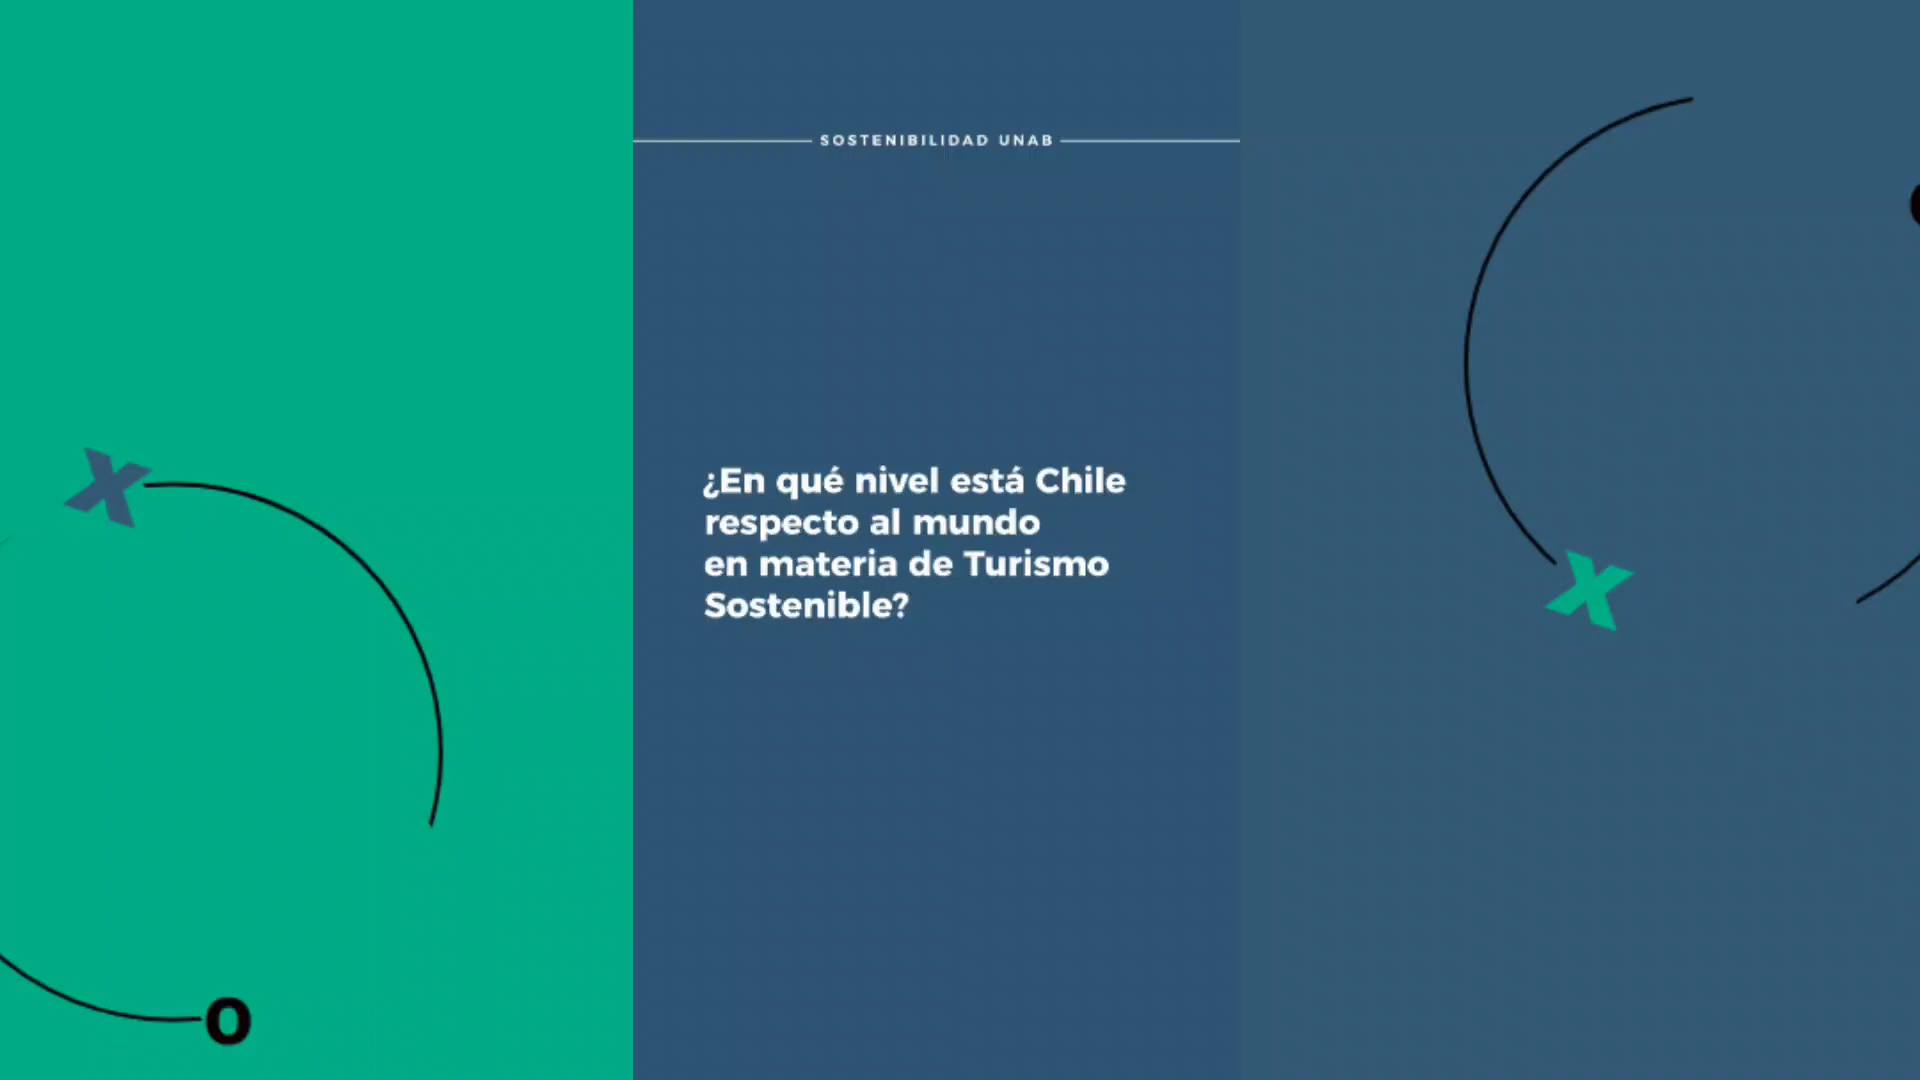 SOSTENIBILIDAD UNAB
¿En qué nivel está Chile
respecto al mundo
en materia de Turismo
Sostenible?
X
O
X